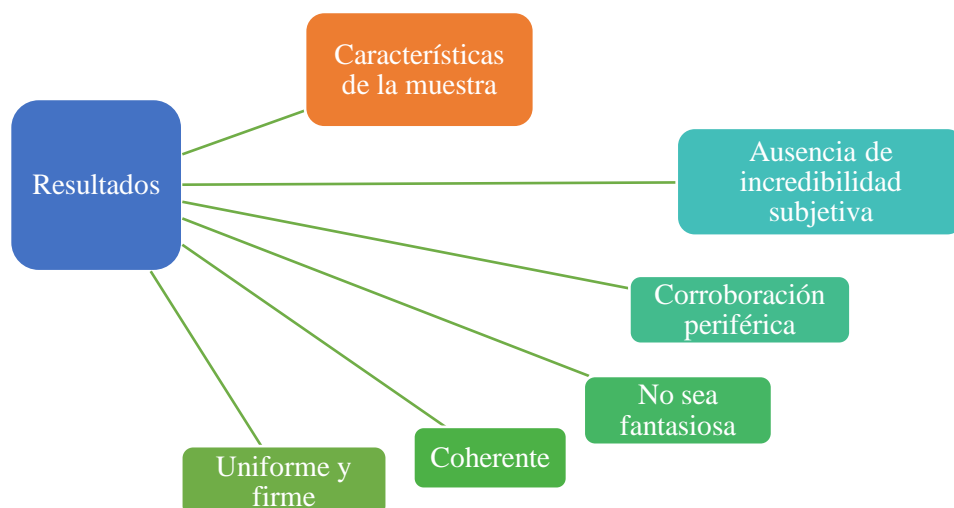 Características
de la muestra
Resultados
Ausencia de
incredibilidad
subjetiva
Corroboración
periférica
No sea
fantasiosa
Coherente
Uniforme y
firme